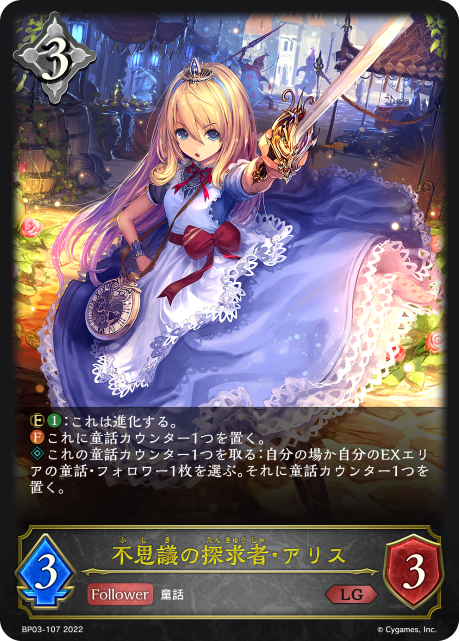 3
E 1：これは進化する。
F これに童話カウンター1つを置く。
これの童話カウンター1つを取る：自分の場か自分のEXエリ
アの童話・フォロワー1枚を選ぶ。それに童話カウンター1つを
置く。
ふしぎ たんきゅうしゃ
不思議の探求者・アリス
3
Follower 童話 LG
3
BP03-107 2022 © Cygames, Inc.